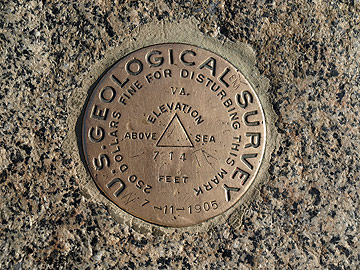 U.S. GEOLOGICAL SURVEY
250 DOLLARS FINE FOR DISTURBING THIS MARK
VA.
ELEVATION
ABOVE SEA
714
FEET
7-11-1905